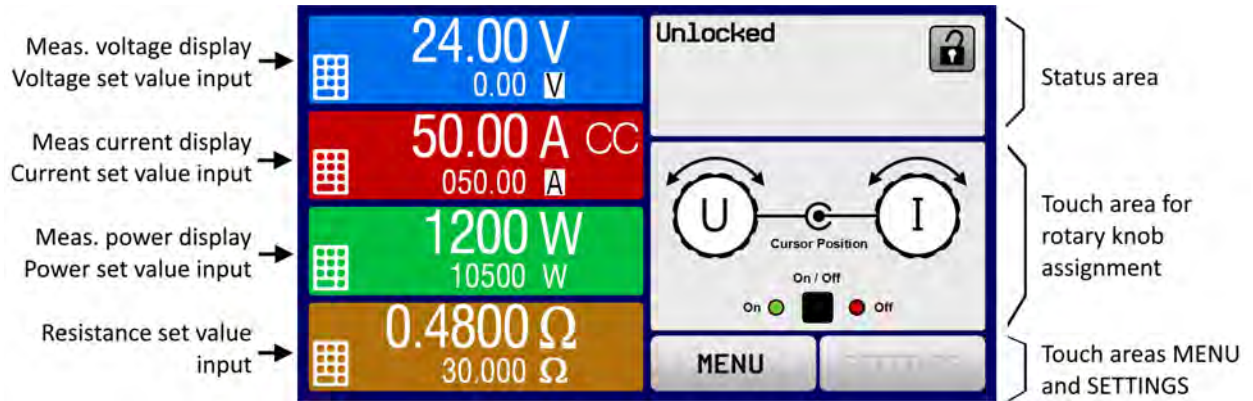 Meas. voltage display
Voltage set value input
Meas current display
Current set value input
Meas. power display
Power set value input
Resistance set value
input
24.00 V
0.00 V
50.00 A CC
050.00 A
1200 W
10500 W
0.4800 Ω
30.000 Ω
Unlocked
U
I
Cursor Position
On / Off
On
Off
MENU
Status area
Touch area for
rotary knob
assignment
Touch areas MENU
and SETTINGS